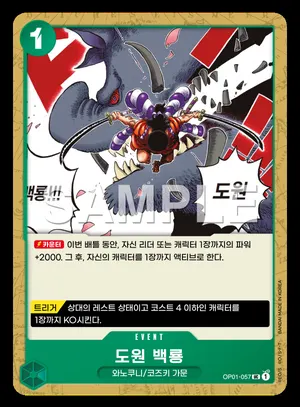 1
백룡!!!
도원
SAMPLE
카운터 이번 배틀 동안, 자신 리더 또는 캐릭터 1장까지의 파워
+2000. 그 후, 자신의 캐릭터를 1장까지 액티브로 한다.
트리거 상대의 레스트 상태이고 코스트 4 이하인 캐릭터를
1장까지 KO시킨다.
EVENT
도원 백룡
와노쿠니/코즈키 가문
OP01-057 UC 1